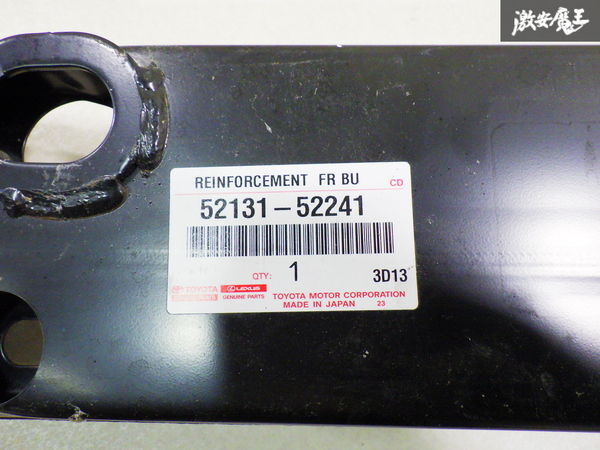 激安魔王
REINFORCEMENT FR BU
CD
52131-52241
QTY: 1 3D13
TOYOTA LEXUS
GENUINE PARTS
TOYOTA MOTOR CORPORATION
MADE IN JAPAN 23